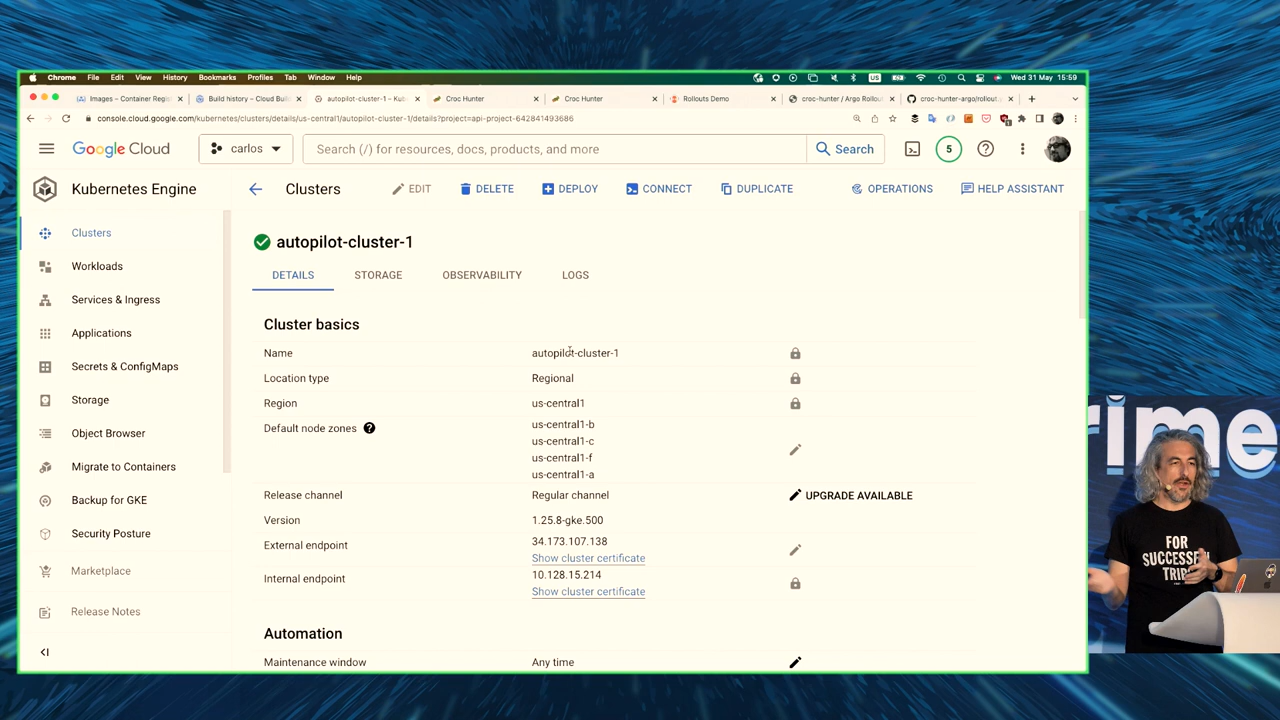 Chrome File Edit View History Bookmarks Profiles Tab Window Help
US
Wed 31 May 15:59
Images – Container Regi
Build history – Cloud Buil
autopilot-cluster-1 – Kub
Croc Hunter
Croc Hunter
Rollouts Demo
croc-hunter / Argo Rollou
croc-hunter-argo/rollout.y
console.cloud.google.com/kubernetes/clusters/details/us-central1/autopilot-cluster-1/details?project=api-project-642841493686
Google Cloud
carlos
Search (/) for resources, docs, products, and more
Search
5
Kubernetes Engine
Clusters
EDIT
DELETE
DEPLOY
CONNECT
DUPLICATE
OPERATIONS
HELP ASSISTANT
Clusters
Workloads
Services & Ingress
Applications
Secrets & ConfigMaps
Storage
Object Browser
Migrate to Containers
Backup for GKE
Security Posture
Marketplace
Release Notes
autopilot-cluster-1
DETAILS
STORAGE
OBSERVABILITY
LOGS
Cluster basics
Name autopilot-cluster-1
Location type Regional
Region us-central1
Default node zones us-central1-b
us-central1-c
us-central1-f
us-central1-a
Release channel Regular channel UPGRADE AVAILABLE
Version 1.25.8-gke.500
External endpoint 34.173.107.138
Show cluster certificate
Internal endpoint 10.128.15.214
Show cluster certificate
Automation
Maintenance window Any time
rime
FOR
SUCCESSF
TRI